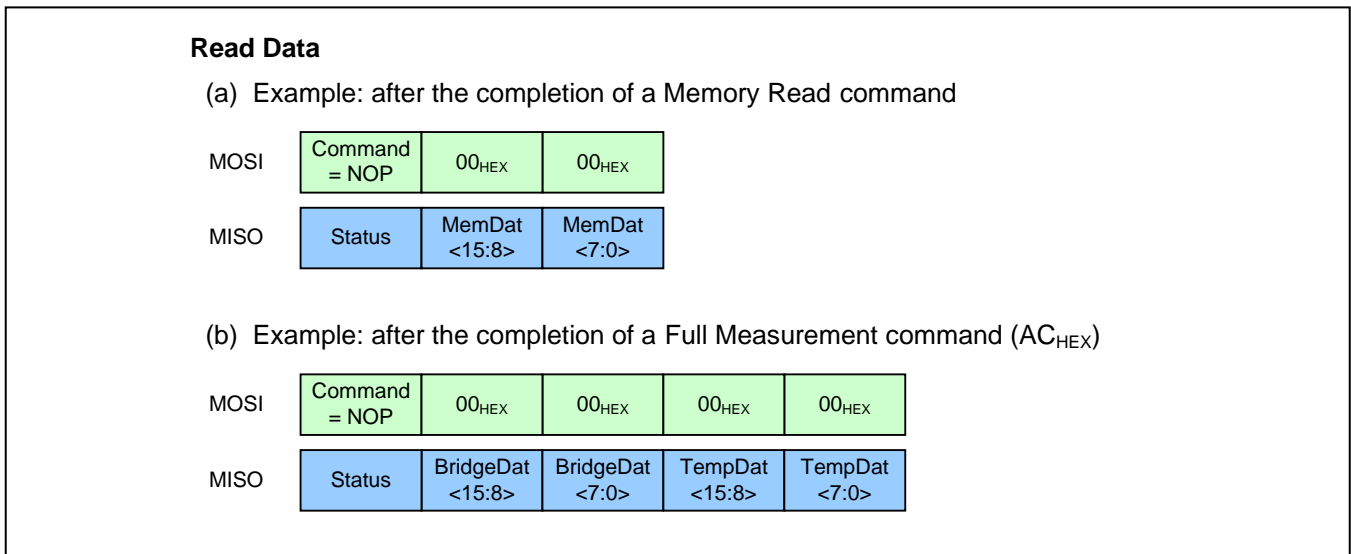 Read Data
(a) Example: after the completion of a Memory Read command
MOSI
Command
= NOP
00HEX
00HEX
MISO
Status
MemDat
<15:8>
MemDat
<7:0>
(b) Example: after the completion of a Full Measurement command (ACHEX)
MOSI
Command
= NOP
00HEX
00HEX
00HEX
00HEX
MISO
Status
BridgeDat
<15:8>
BridgeDat
<7:0>
TempDat
<15:8>
TempDat
<7:0>